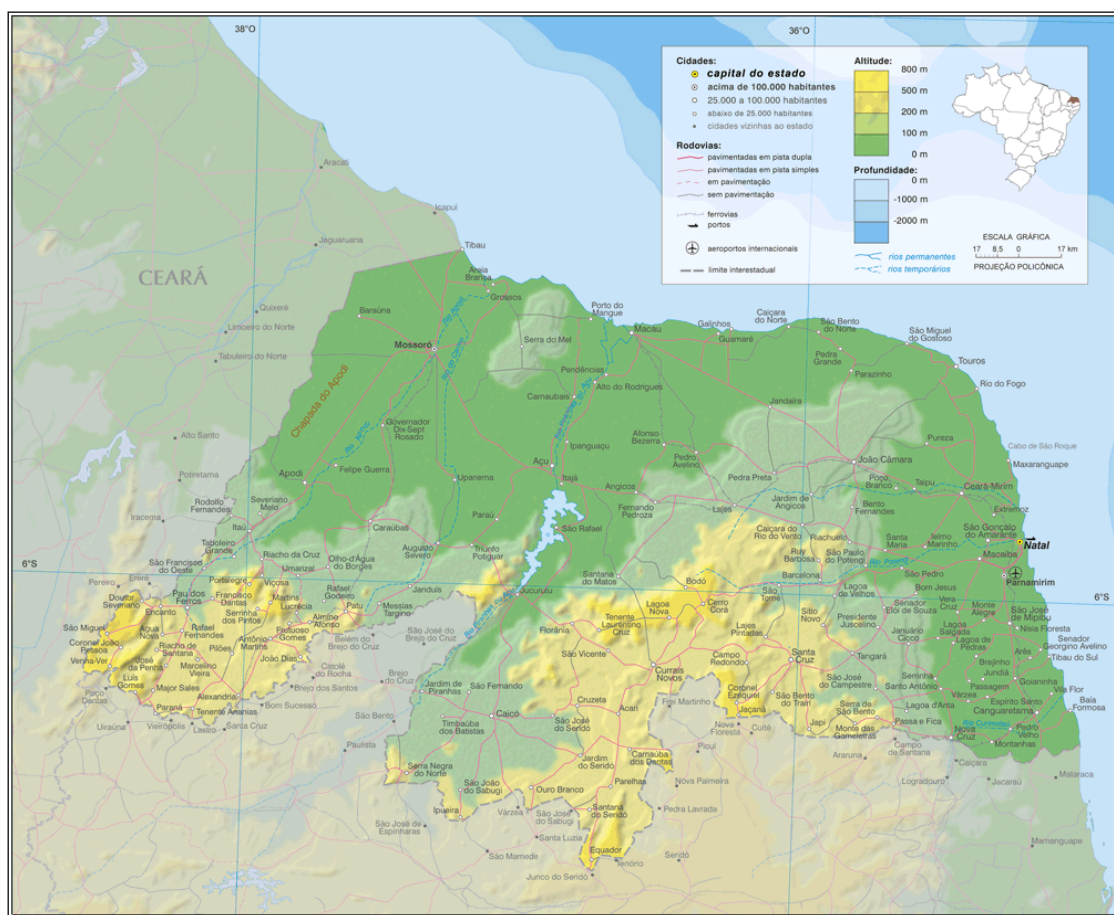 38°O
36°O
Cidades:
capital do estado
acima de 100.000 habitantes
25.000 a 100.000 habitantes
abaixo de 25.000 habitantes
cidades vizinhas ao estado
Rodovias:
pavimentadas em pista dupla
pavimentadas em pista simples
em pavimentação
sem pavimentação
ferrovias
portos
aeroportos internacionais
limite interestadual
Altitude:
800 m
500 m
200 m
100 m
0 m
Profundidade:
0 m
-1000 m
-2000 m
rios permanentes
rios temporários
ESCALA GRÁFICA
17 8,5 0 17 km
PROJEÇÃO POLICÔNICA
Aracati
Icapuí
Jaguaruana
Tibau
CEARÁ
Areia
Branca
Grossos
Quixeré
Baraúna
Limoeiro do Norte
Mossoró
Rio Apodi
Rio do Carmo
Porto do
Mangue
Macau
Serra do Mel
Galinhos
Guamaré
Caiçara
do Norte
São Bento
do Norte
São Miguel
do Gostoso
Pedra
Grande
Parazinho
Touros
Rio do Fogo
Tabuleiro do Norte
Pendências
Alto do Rodrigues
Carnaubais
Chapada do Apodi
Jandaíra
Alto Santo
Governador
Dix-Sept
Rosado
Rio Apodi
Ipanguaçu
Afonso
Bezerra
Pedro
Avelino
Pureza
Cabo de São Roque
Maxaranguape
Potiretama
Apodi
Felipe Guerra
Upanema
Açu
Itajá
Angicos
Pedra Preta
João Câmara
Poço
Branco
Taipu
Ceará-Mirim
Rodolfo
Fernandes
Severiano
Melo
Iracema
Itaú
Caraúbas
Paraú
São Rafael
Fernando
Pedroza
Lajes
Jardim de
Angicos
Bento
Fernandes
Extremoz
Taboleiro
Grande
Riacho da Cruz
Olho-d'Água
do Borges
Augusto
Severo
Triunfo
Potiguar
Caiçara do
Rio do Vento
Riachuelo
Santa
Maria
Ielmo
Marinho
São Gonçalo
do Amarante
Natal
Macaíba
6°S
São Francisco
do Oeste
Umarizal
Ruy
Barbosa
São Paulo
do Potengi
Rio Potengi
Parnamirim
Pereiro
Ererê
Portalegre
Viçosa
Rafael
Godeiro
Janduís
Jucurutu
Santana
do Matos
Bodó
Barcelona
São Pedro
Bom Jesus
6°S
Doutor
Severiano
Encanto
Pau dos
Ferros
Francisco
Dantas
Martins
Lucrécia
Patu
Messias
Targino
Lagoa
Nova
Cerro
Corá
São
Tomé
Lagoa
de Velhos
Senador
Elói de Souza
Vera
Cruz
Monte
Alegre
São José
de Mipibu
São Miguel
Água
Nova
Rafael
Fernandes
Serrinha
dos Pintos
Frutuoso
Gomes
Almino
Afonso
Belém do
Brejo do Cruz
São José do
Brejo do Cruz
Florânia
Tenente
Laurentino
Cruz
Lajes
Pintadas
Sítio
Novo
Presidente
Juscelino
Januário
Cicco
Lagoa
Salgada
Nísia Floresta
Coronel João
Pessoa
Venha-Ver
José
da Penha
Riacho de
Santana
Pilões
Antônio
Martins
João Dias
São Vicente
Currais
Novos
Campo
Redondo
Santa
Cruz
Tangará
Lagoa de
Pedras
Brejinho
Arês
Senador
Georgino Avelino
Tibau do Sul
Luís
Gomes
Marcelino
Vieira
Catolé
do Rocha
Brejo
do Cruz
Poço
Dantas
Major Sales
Alexandria
Brejo dos Santos
Jardim de
Piranhas
São Fernando
Cruzeta
Acari
Coronel
Ezequiel
Jaçanã
São Bento
do Trairi
São José
do Campestre
Serrinha
Santo Antônio
Jundiá
Passagem
Várzea
Goianinha
Vila Flor
Uiraúna
Paraná
Tenente Ananias
Bom Sucesso
São Bento
Timbaúba
dos Batistas
Caicó
São José
do Seridó
Frei Martinho
Japi
Serra de
São Bento
Lagoa d'Anta
Espírito Santo
Canguaretama
Baía
Formosa
Vieirópolis
Lastro
Santa Cruz
Paulista
Nova
Floresta
Cuité
Monte das
Gameleiras
Passa e Fica
Nova
Cruz
Rio Curimataú
Pedro
Velho
Montanhas
Serra Negra
do Norte
Jardim
do Seridó
Carnaúba
dos Dantas
Picuí
Araruna
Campo
de Santana
Caiçara
São João
do Sabugi
Ouro Branco
Parelhas
Nova Palmeira
Logradouro
Jacaraú
Mataraca
Ipueira
Várzea
São José
do Sabugi
Santana
do Seridó
Pedra Lavrada
São José de
Espinharas
Santa Luzia
Mamanguape
São Mamede
Equador
Tenório
Seridó
Junco do Seridó